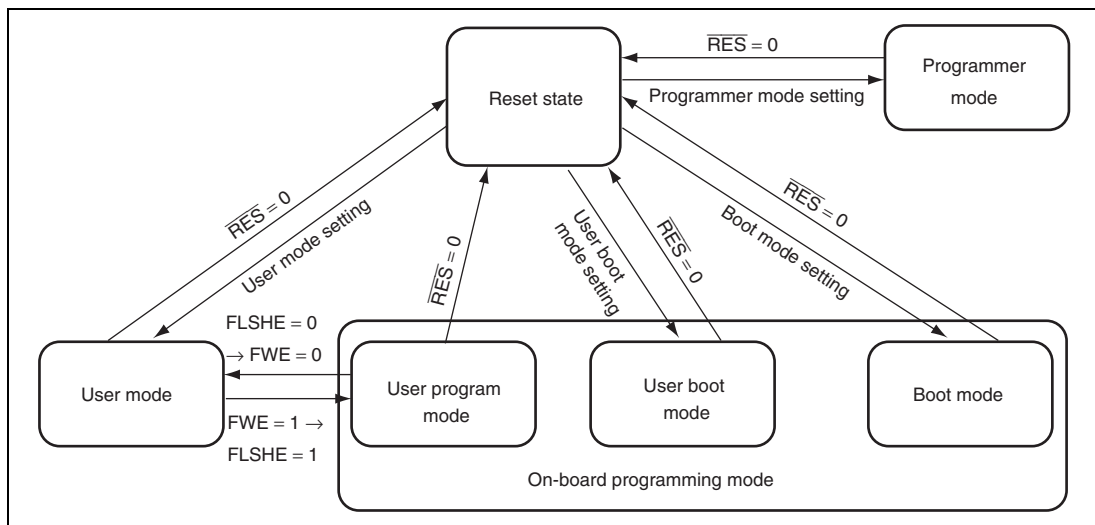 RES = 0
Programmer mode setting
Programmer
mode
Reset state
RES = 0
User mode setting
RES = 0
User boot
mode setting
RES = 0
Boot mode setting
RES = 0
FLSHE = 0
→ FWE = 0
FWE = 1 →
FLSHE = 1
User mode
User program
mode
User boot
mode
Boot mode
On-board programming mode